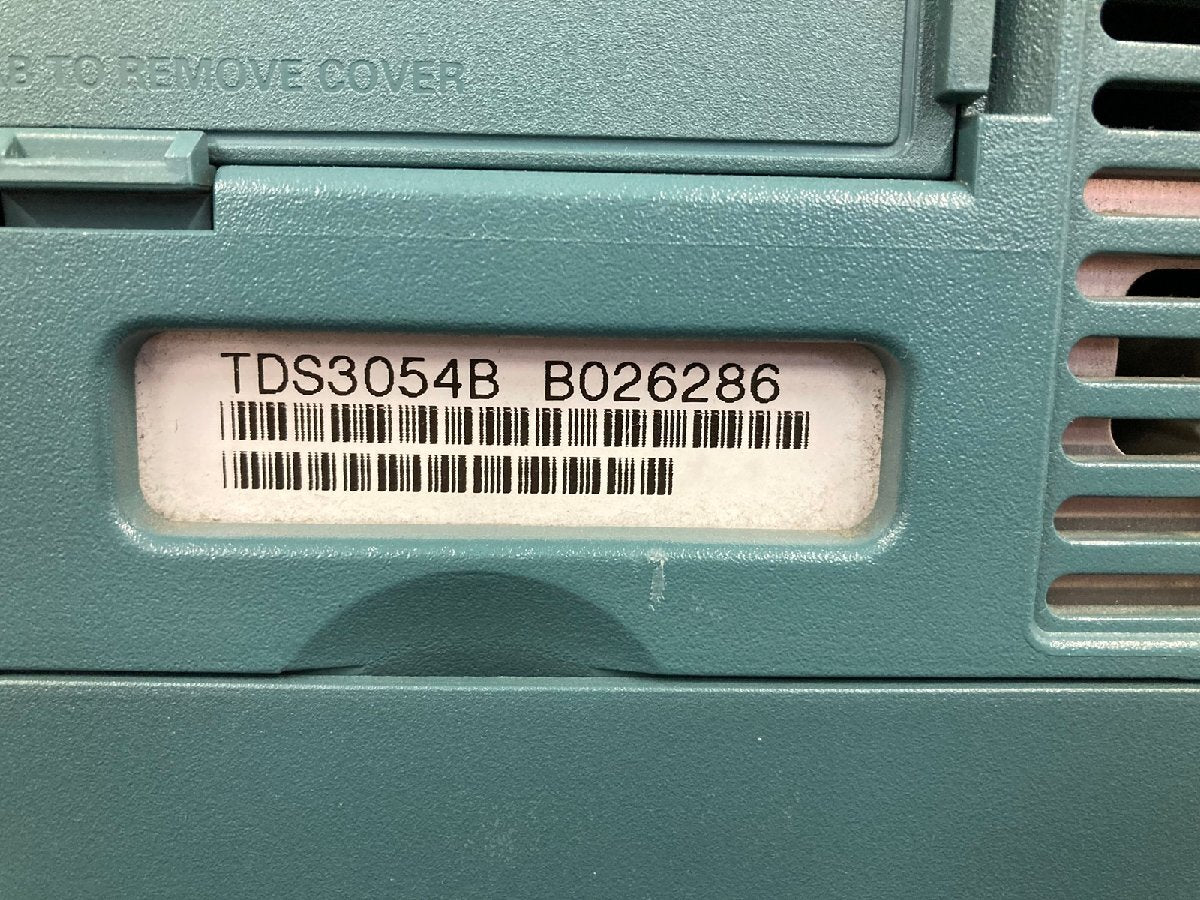 B TO REMOVE COVER
TDS3054B B026286